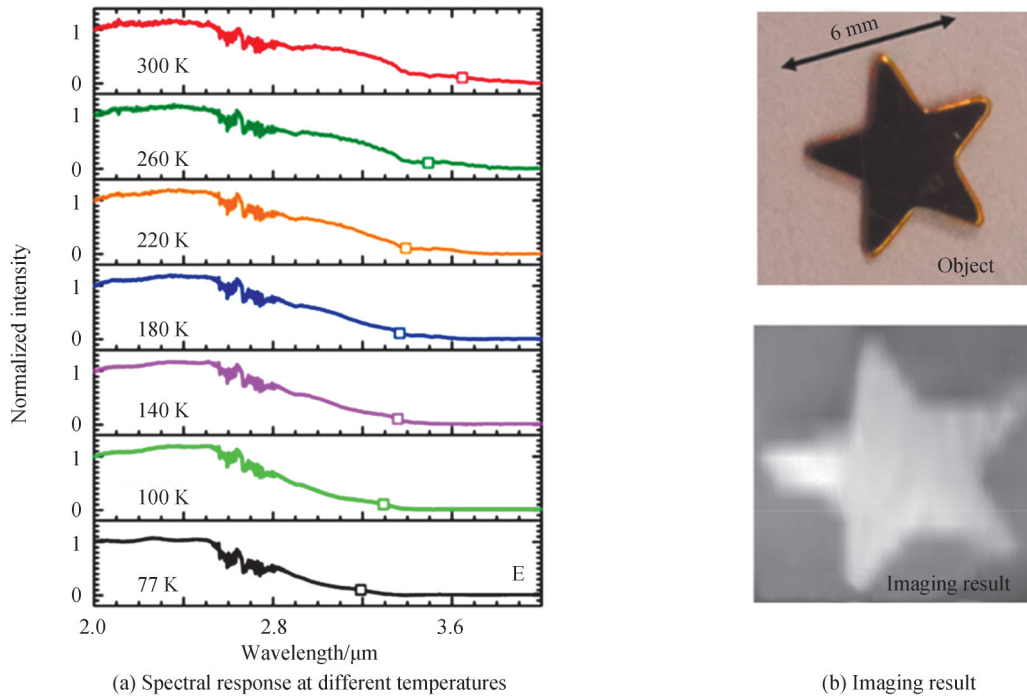 1
0
300 K
1
0
260 K
1
0
220 K
1
0
180 K
1
0
140 K
1
0
100 K
1
0
77 K
E
Normalized intensity
2.0 2.8 3.6
Wavelength/μm
(a) Spectral response at different temperatures
6 mm
Object
Imaging result
(b) Imaging result